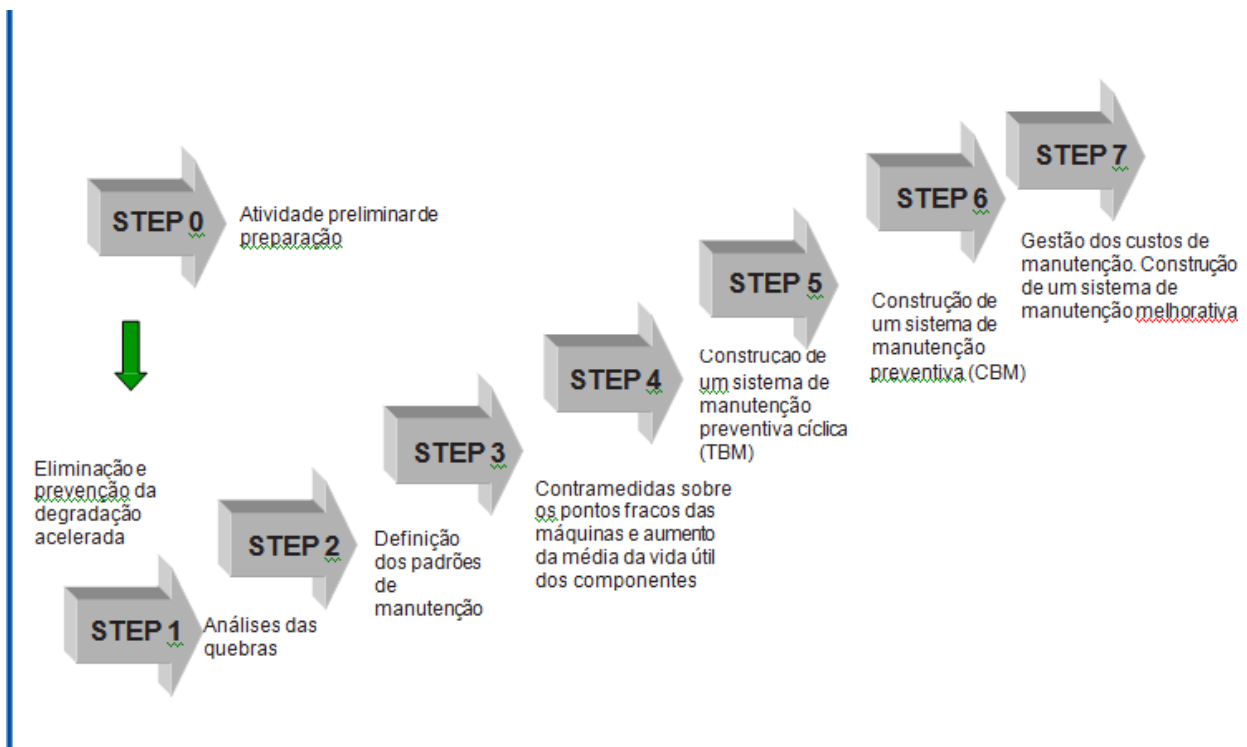 STEP 0
Atividade preliminar de
preparação
Eliminação e
prevenção da
degradação
acelerada
STEP 1
Análises das
quebras
STEP 2
Definição
dos padrões
de
manutenção
STEP 3
Contramedidas sobre
os pontos fracos das
máquinas e aumento
da média da vida útil
dos componentes
STEP 4
Construção de
um sistema de
manutenção
preventiva cíclica
(TBM)
STEP 5
Construção de
um sistema de
manutenção
preventiva (CBM)
STEP 6
Gestão dos custos de
manutenção. Construção
de um sistema de
manutenção melhorativa
STEP 7